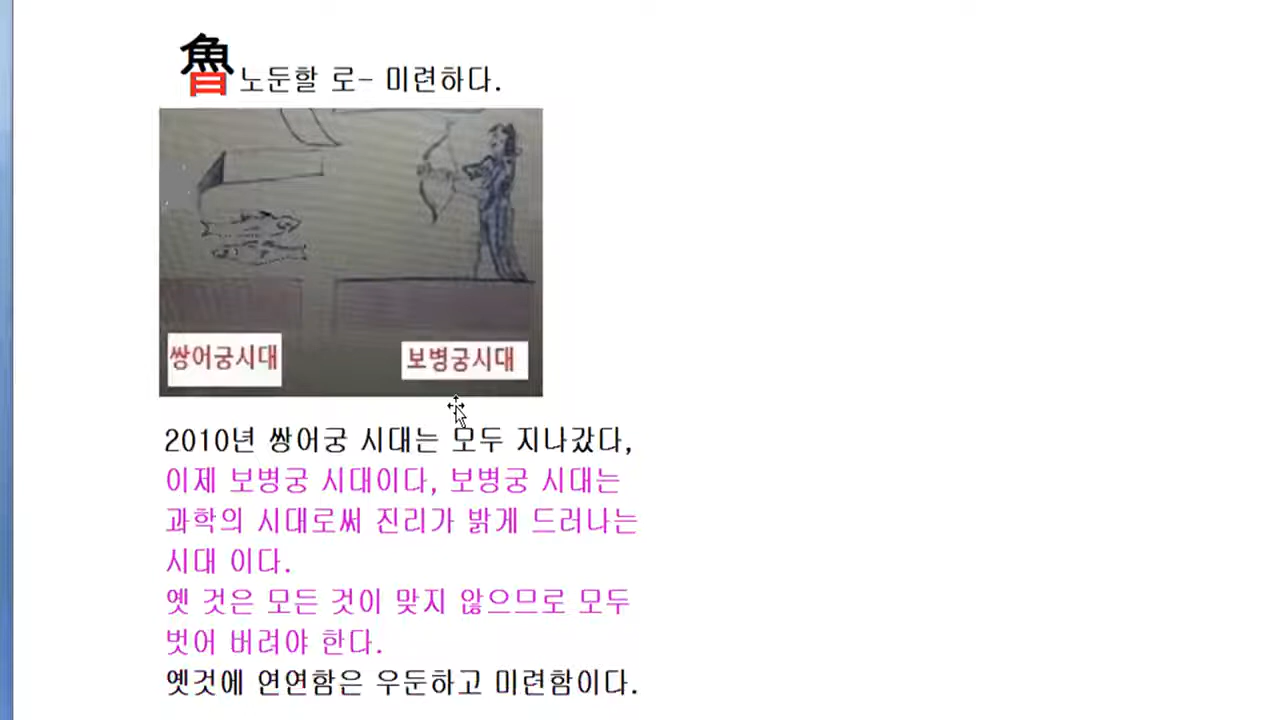 魯 노둔할 로- 미련하다.
쌍어궁시대
보병궁시대
2010년 쌍어궁 시대는 모두 지나갔다,
이제 보병궁 시대이다, 보병궁 시대는
과학의 시대로써 진리가 밝게 드러나는
시대 이다.
옛 것은 모든 것이 맞지 않으므로 모두
벗어 버려야 한다.
옛것에 연연함은 우둔하고 미련함이다.